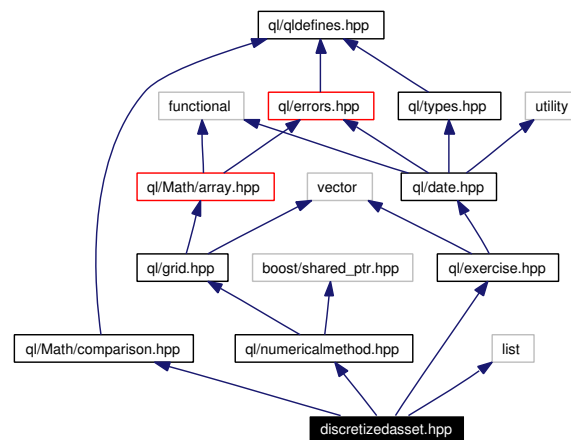 ql/qldefines.hpp
functional
ql/errors.hpp
ql/types.hpp
utility
ql/Math/array.hpp
vector
ql/date.hpp
ql/grid.hpp
boost/shared_ptr.hpp
ql/exercise.hpp
ql/Math/comparison.hpp
ql/numericalmethod.hpp
list
discretizedasset.hpp